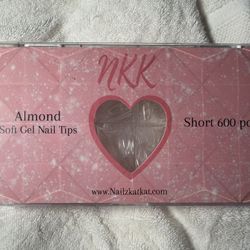 NKK
Almond
Soft Gel Nail Tips
Short 600 pc
www.Nailzkatkat.com